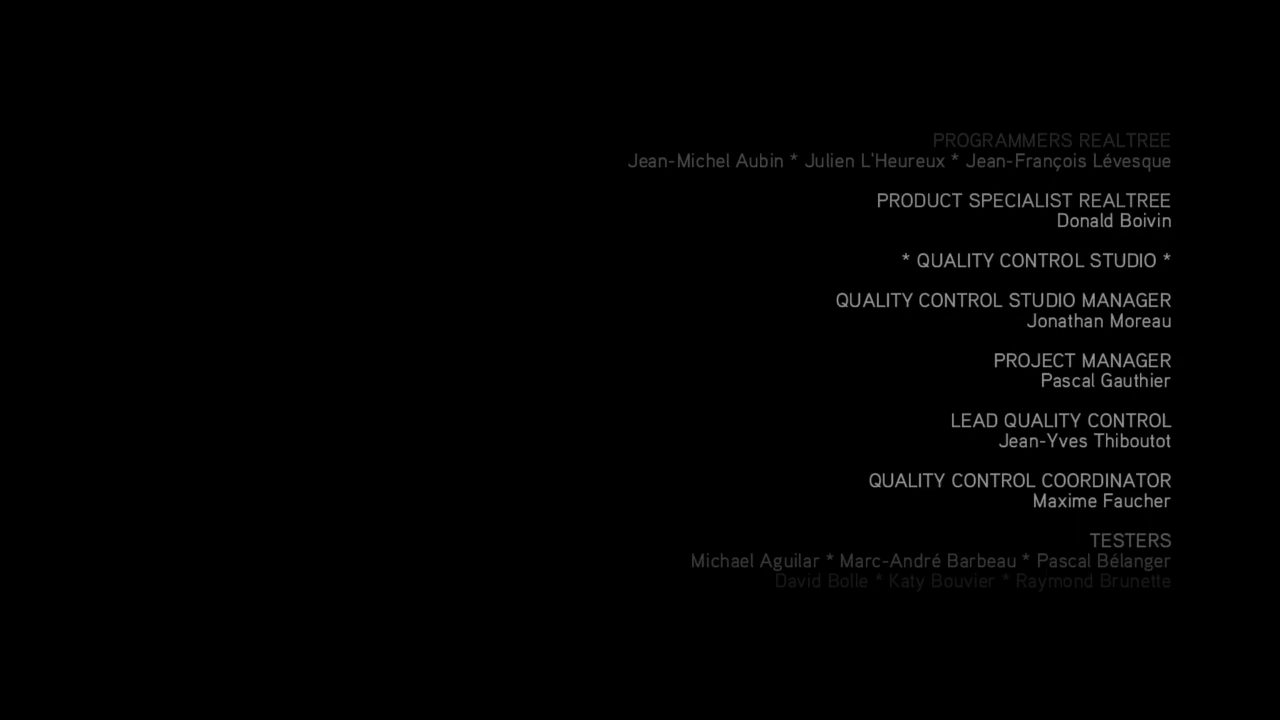 PROGRAMMERS REALTREE
Jean-Michel Aubin * Julien L'Heureux * Jean-François Lévesque
PRODUCT SPECIALIST REALTREE
Donald Boivin
* QUALITY CONTROL STUDIO *
QUALITY CONTROL STUDIO MANAGER
Jonathan Moreau
PROJECT MANAGER
Pascal Gauthier
LEAD QUALITY CONTROL
Jean-Yves Thiboutot
QUALITY CONTROL COORDINATOR
Maxime Faucher
TESTERS
Michael Aguilar * Marc-André Barbeau * Pascal Bélanger
David Bolle * Katy Bouvier * Raymond Brunette